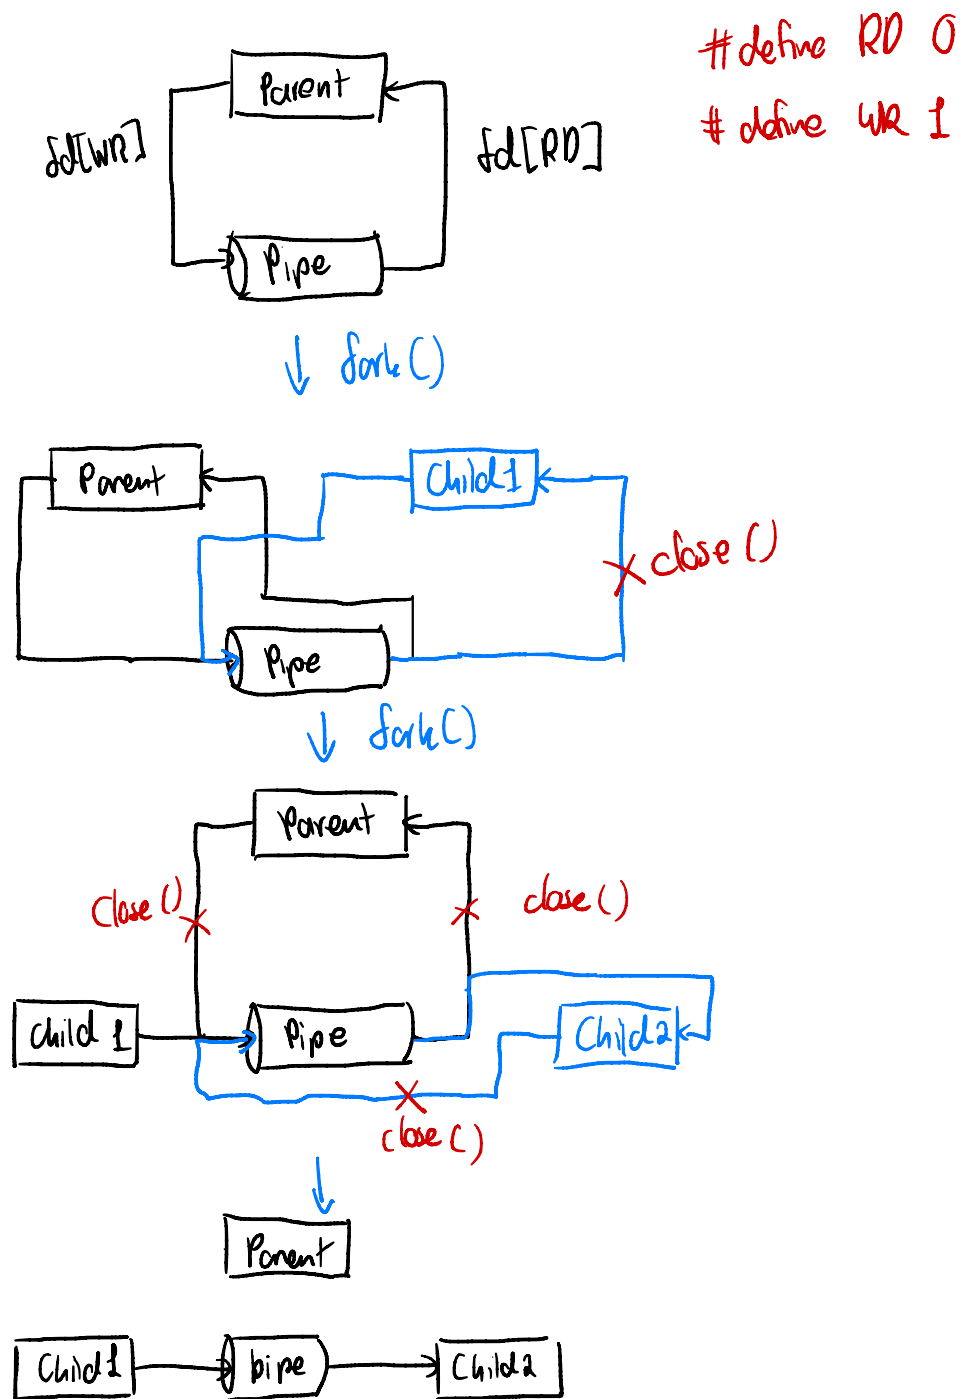 #define RD 0
Parent
# define WR 1
fd[WR]
fd[RD]
Pipe
fork()
Parent
Child1
close()
Pipe
fork()
Parent
Close()
close()
Child 1
Pipe
Child2
close()
Parent
Child1
bipe
Child2